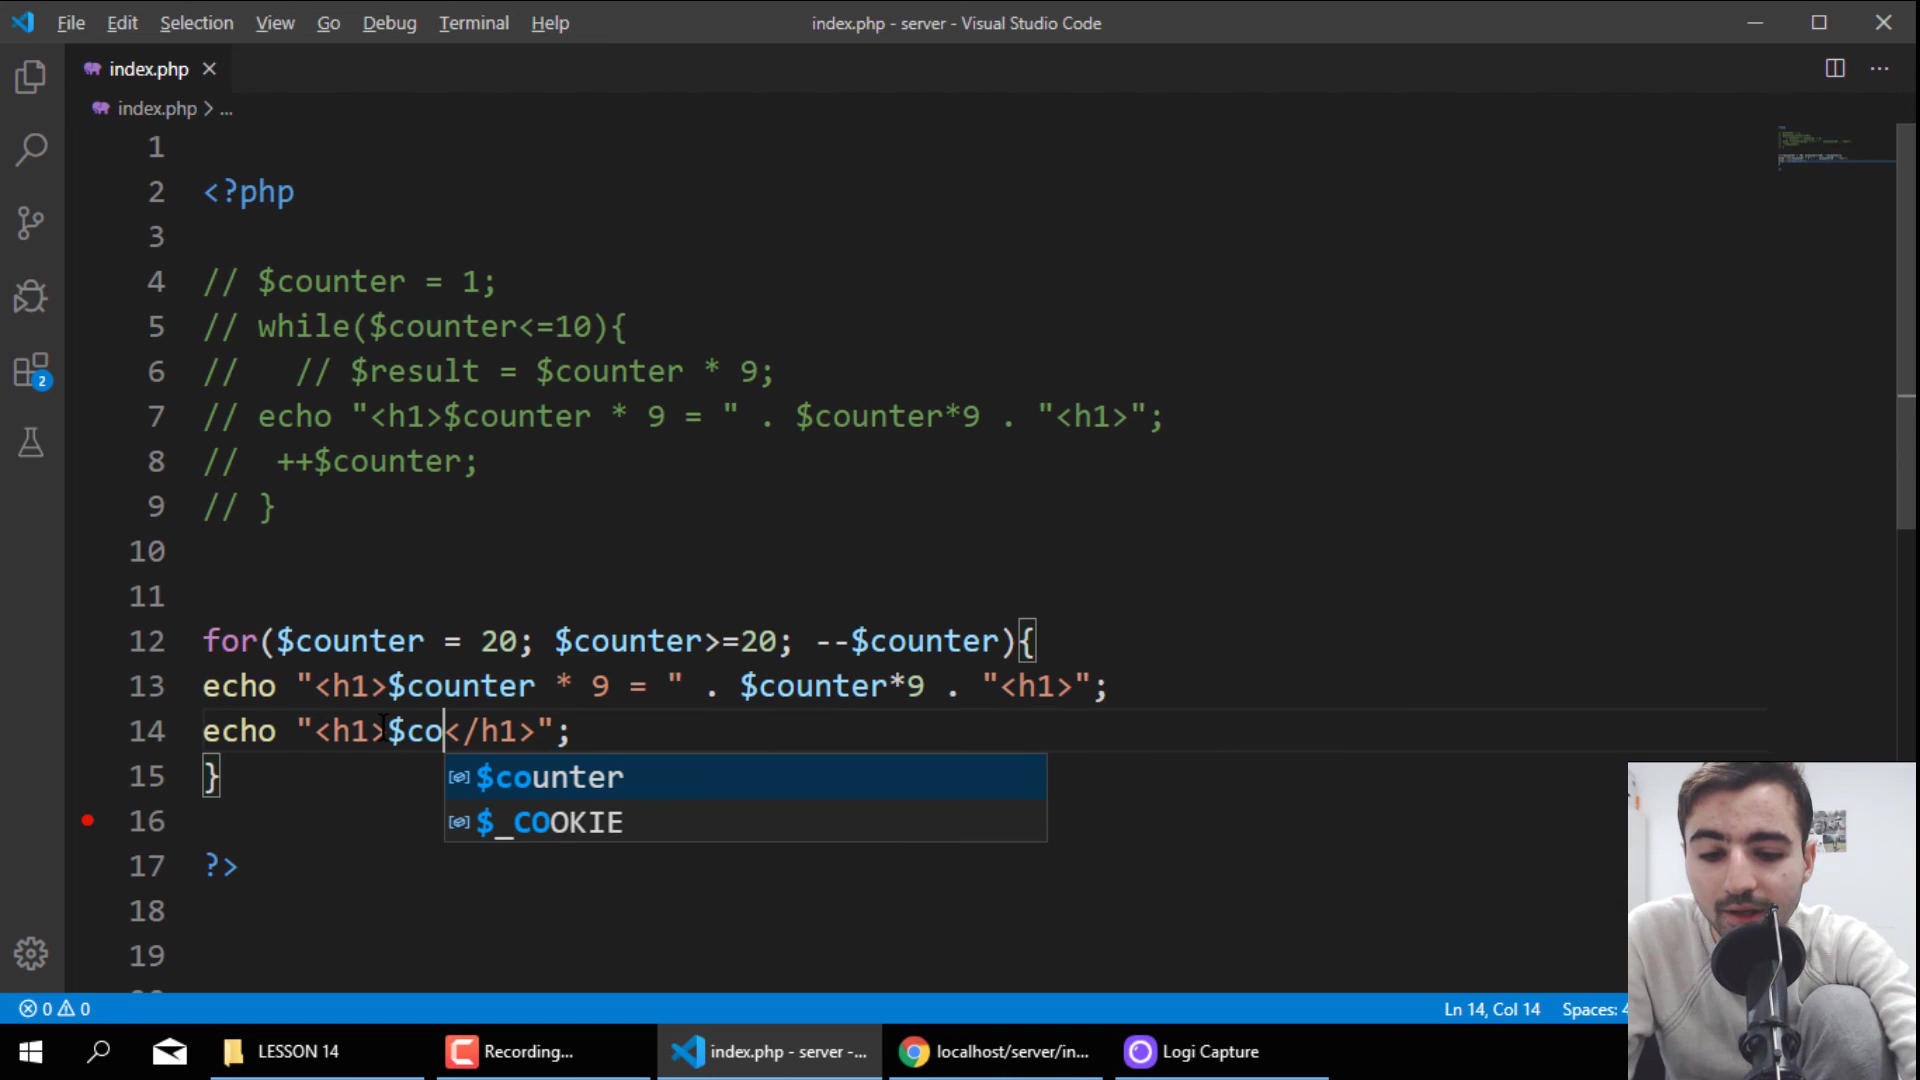 File Edit Selection View Go Debug Terminal Help index.php - server - Visual Studio Code
index.php
index.php > ...
1
2 <?php
3
4 // $counter = 1;
5 // while($counter<=10){
6 //   // $result = $counter * 9;
7 // echo "<h1>$counter * 9 = " . $counter*9 . "<h1>";
8 //  ++$counter;
9 // }
10
11
12 for($counter = 20; $counter>=20; --$counter){
13 echo "<h1>$counter * 9 = " . $counter*9 . "<h1>";
14 echo "<h1>$co</h1>";
15 }
$counter
$_COOKIE
16
17 ?>
18
19
2
0 0 Ln 14, Col 14 Spaces:
LESSON 14 Recording... index.php - server -... localhost/server/in... Logi Capture